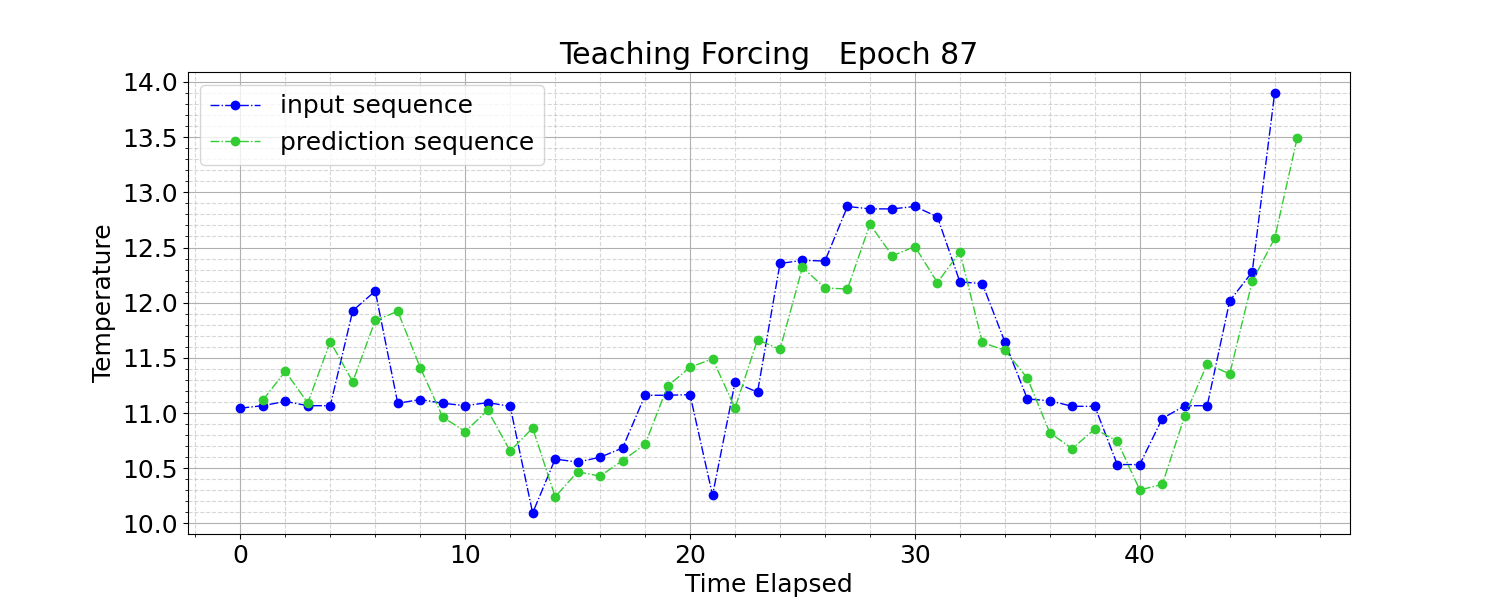 Teaching Forcing   Epoch 87
input sequence
prediction sequence
14.0
13.5
13.0
12.5
12.0
11.5
11.0
10.5
10.0
Temperature
0 10 20 30 40
Time Elapsed